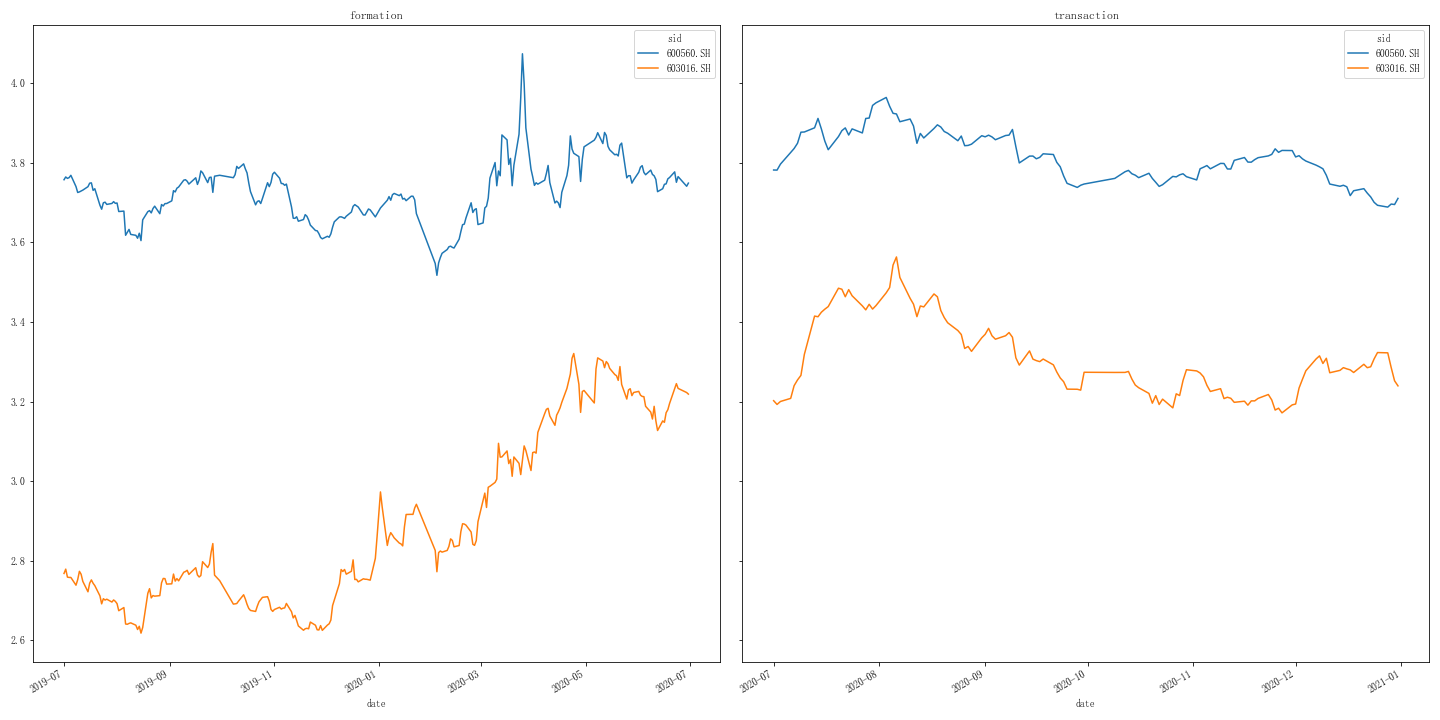 formation
sid
600560.SH
603016.SH
4.0
3.8
3.6
3.4
3.2
3.0
2.8
2.6
2019-07
2019-09
2019-11
2020-01
2020-03
2020-05
2020-07
date
transaction
sid
600560.SH
603016.SH
2020-07
2020-08
2020-09
2020-10
2020-11
2020-12
2021-01
date